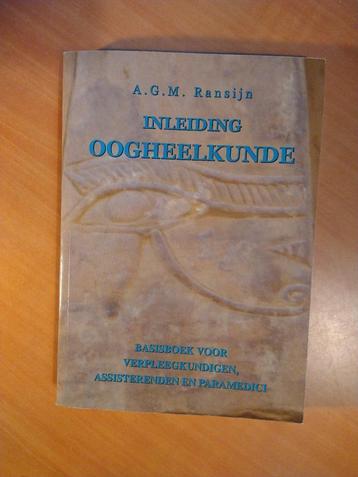 A.G.M. Ransijn
INLEIDING
OOGHEELKUNDE
BASISBOEK VOOR
VERPLEEGKUNDIGEN,
ASSISTERENDEN EN PARAMEDICI